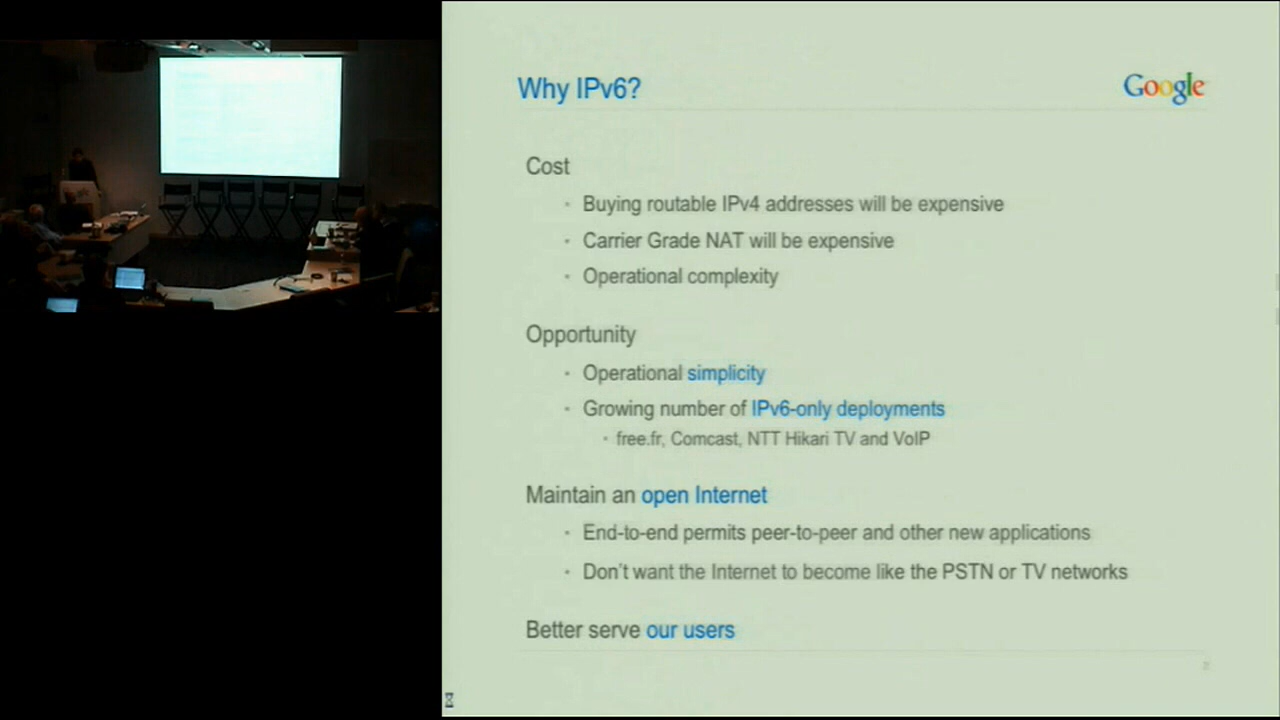 Why IPv6?
Google
Cost
Buying routable IPv4 addresses will be expensive
Carrier Grade NAT will be expensive
Operational complexity
Opportunity
Operational simplicity
Growing number of IPv6-only deployments
free.fr, Comcast, NTT Hikari TV and VoIP
Maintain an open Internet
End-to-end permits peer-to-peer and other new applications
Don't want the Internet to become like the PSTN or TV networks
Better serve our users